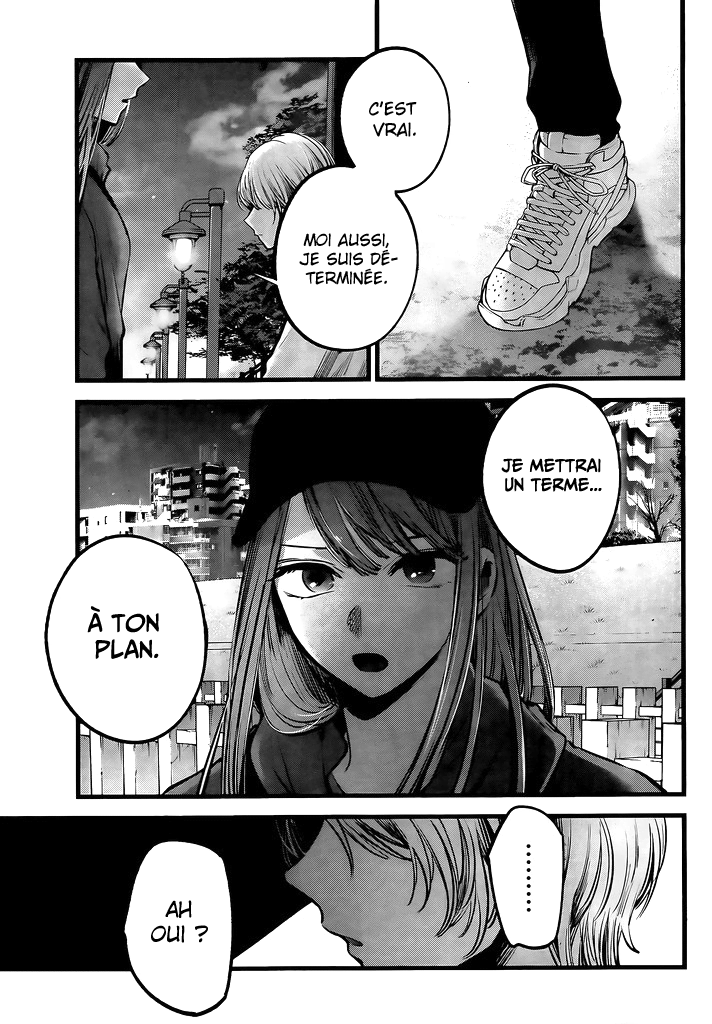 C'EST
VRAI.
MOI AUSSI,
JE SUIS DÉ-
TERMINÉE.
JE METTRAI
UN TERME...
À TON
PLAN.
.........
AH
OUI ?